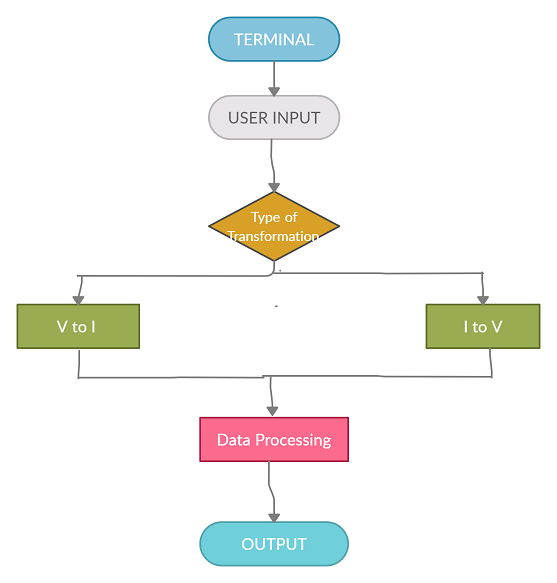 TERMINAL
USER INPUT
Type of
Transformation
V to I
I to V
Data Processing
OUTPUT